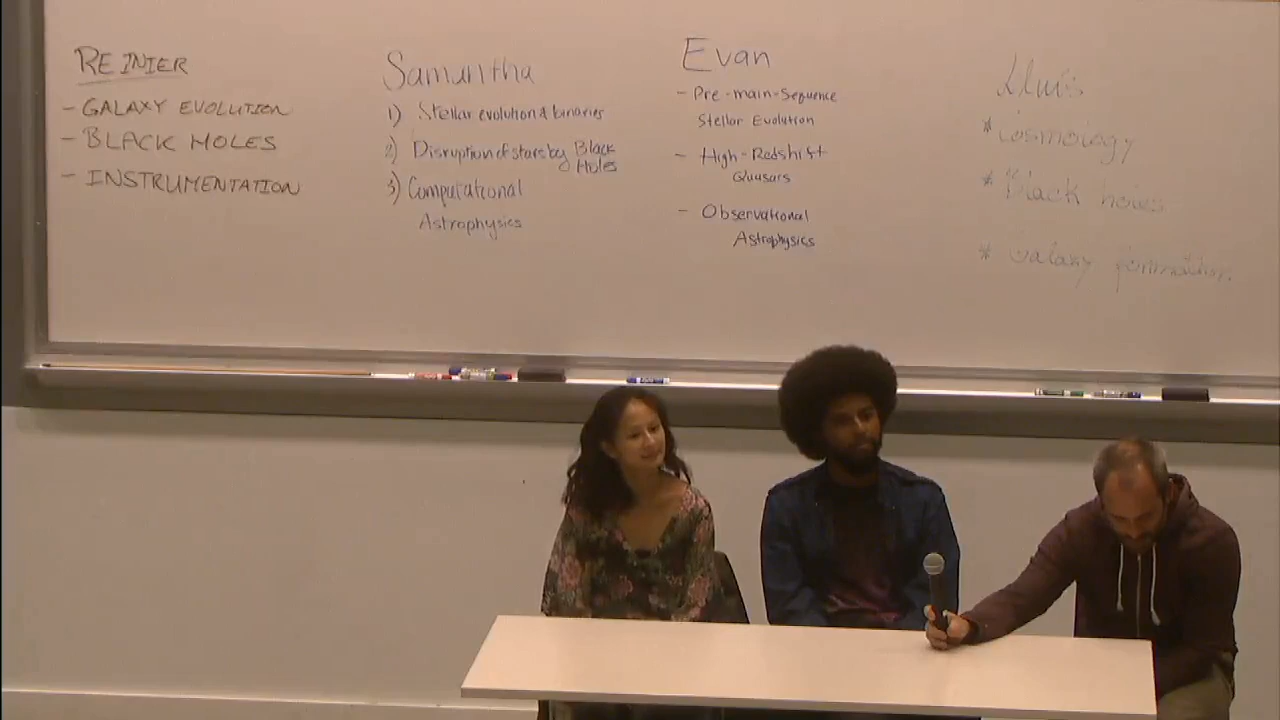 REINIER
- GALAXY EVOLUTION
- BLACK HOLES
- INSTRUMENTATION
Samantha
1) Stellar evolution & binaries
2) Disruption of stars by Black
Holes
3) Computational
Astrophysics
Evan
- Pre-main-Sequence
Stellar Evolution
- High-Redshift
Quasars
- Observational
Astrophysics
Lluís
* Cosmology
* Black holes
* Galaxy formation